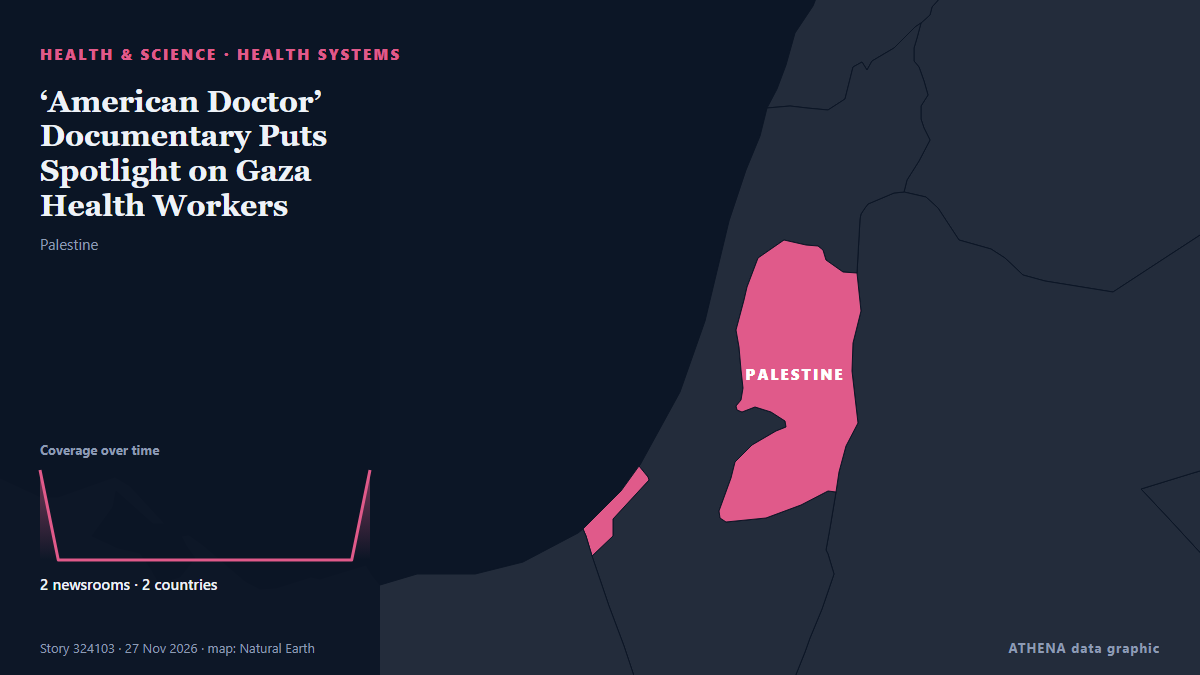 HEALTH & SCIENCE · HEALTH SYSTEMS
‘American Doctor’
Documentary Puts
Spotlight on Gaza
Health Workers
Palestine
PALESTINE
Coverage over time
2 newsrooms · 2 countries
Story 324103 · 27 Nov 2026 · map: Natural Earth
ATHENA data graphic